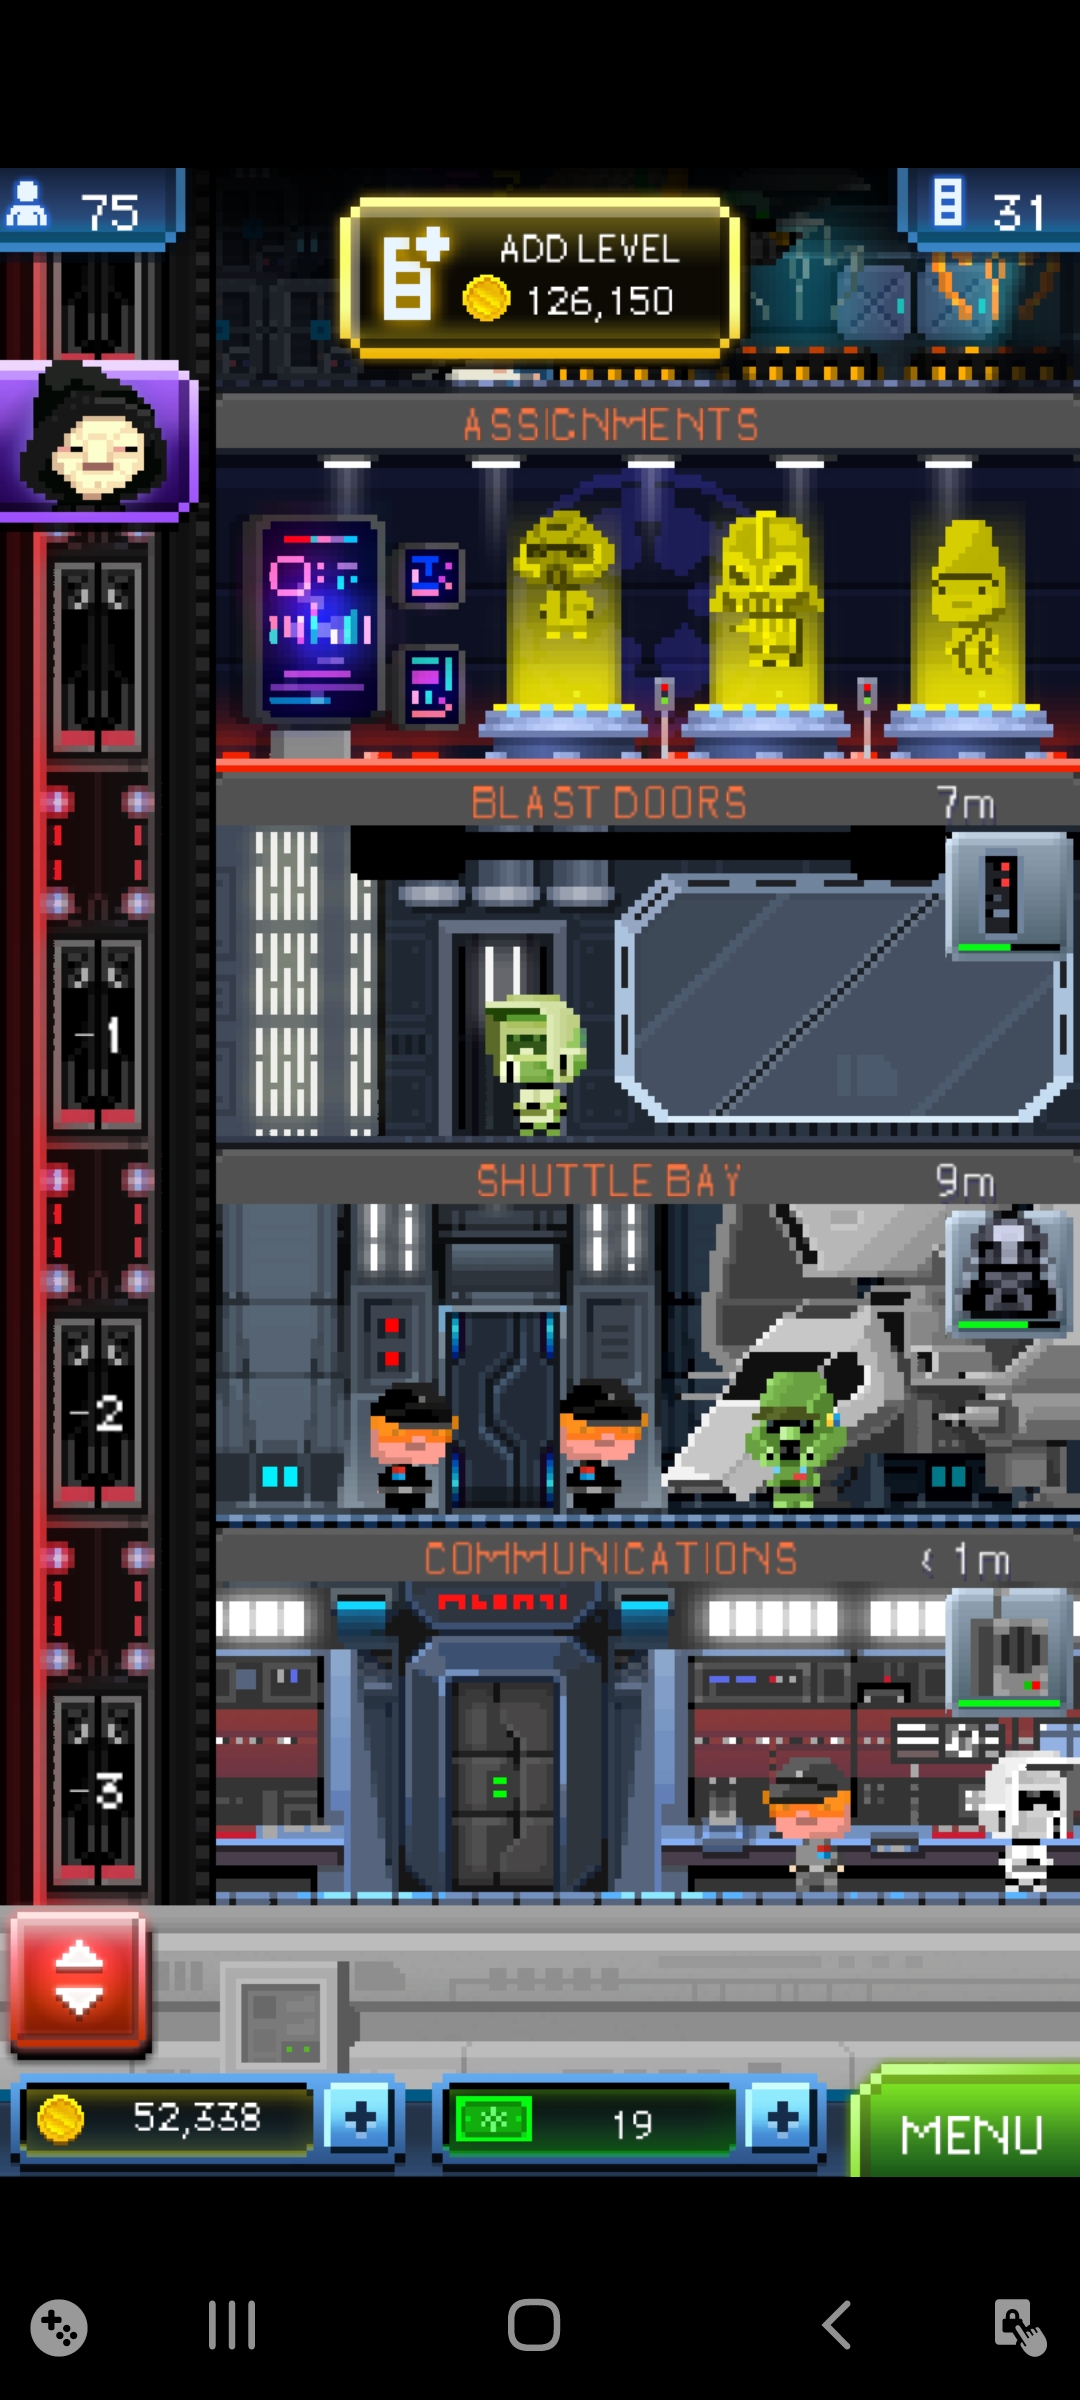 75
ADD LEVEL
126,150
31
ASSIGNMENTS
BLAST DOORS 7m
-1
SHUTTLE BAY 9m
-2
COMMUNICATIONS < 1m
-3
52,338
19
MENU